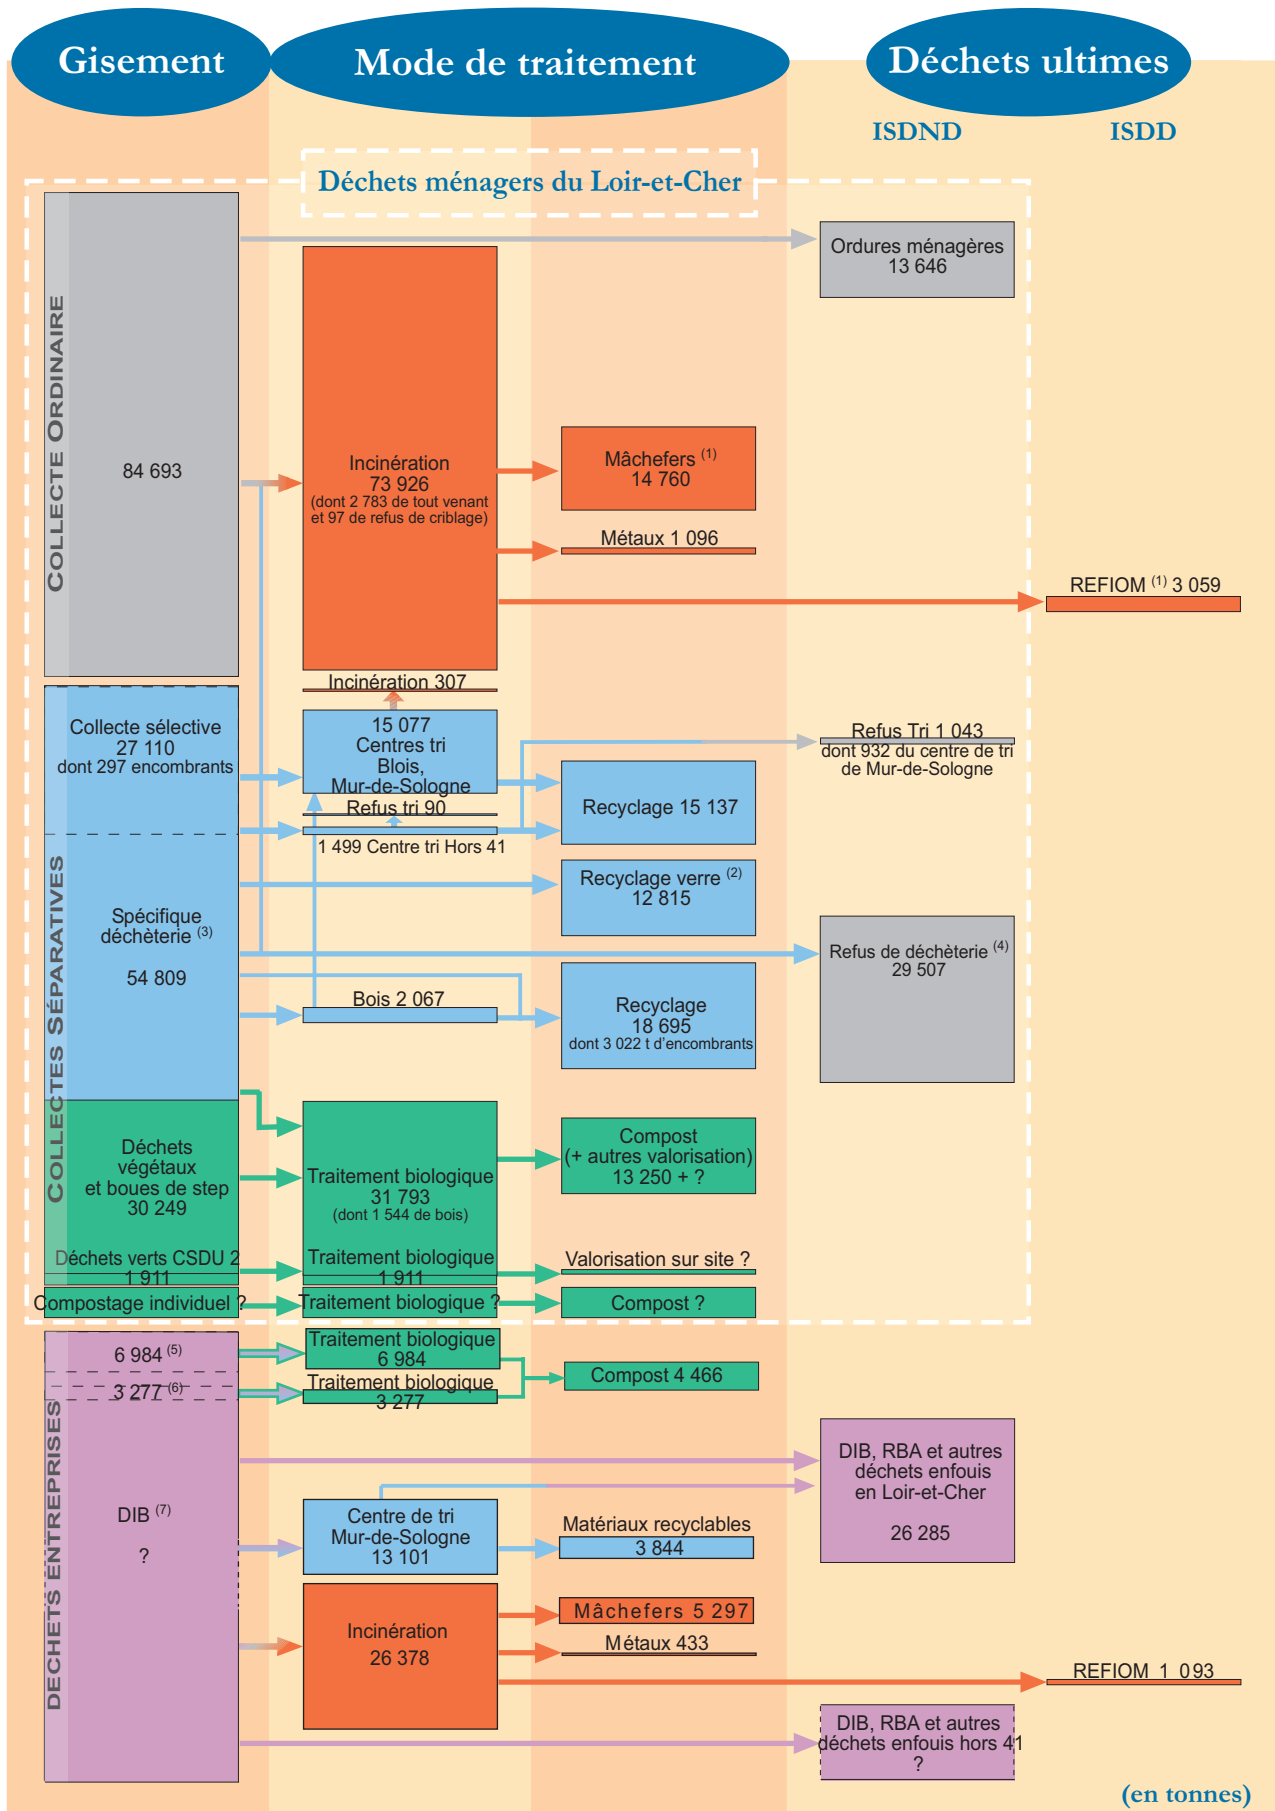 Gisement
Mode de traitement
Déchets ultimes
ISDND
ISDD
Déchets ménagers du Loir-et-Cher
COLLECTE ORDINAIRE
84 693
Incinération
73 926
(dont 2 783 de tout venant
et 97 de refus de criblage)
Mâchefers (1)
14 760
Métaux 1 096
Ordures ménagères
13 646
REFIOM (1) 3 059
COLLECTES SÉPARATIVES
Collecte sélective
27 110
dont 297 encombrants
Incinération 307
15 077
Centres tri
Blois,
Mur-de-Sologne
Refus tri 90
1 499 Centre tri Hors 41
Recyclage 15 137
Refus Tri 1 043
dont 932 du centre de tri
de Mur-de-Sologne
Recyclage verre (2)
12 815
Spécifique
déchèterie (3)
54 809
Bois 2 067
Recyclage
18 695
dont 3 022 t d'encombrants
Refus de déchèterie (4)
29 507
Déchets
végétaux
et boues de step
30 249
Traitement biologique
31 793
(dont 1 544 de bois)
Compost
(+ autres valorisation)
13 250 + ?
Déchets verts CSDU 2
1 911
Traitement biologique
1 911
Valorisation sur site ?
Compostage individuel ?
Traitement biologique ?
Compost ?
DECHETS ENTREPRISES
6 984 (5)
Traitement biologique
6 984
3 277 (6)
Traitement biologique
3 277
Compost 4 466
DIB (7)
?
Centre de tri
Mur-de-Sologne
13 101
Matériaux recyclables
3 844
DIB, RBA et autres
déchets enfouis
en Loir-et-Cher
26 285
Incinération
26 378
Mâchefers 5 297
Métaux 433
REFIOM 1 093
DIB, RBA et autres
déchets enfouis hors 41
?
(en tonnes)